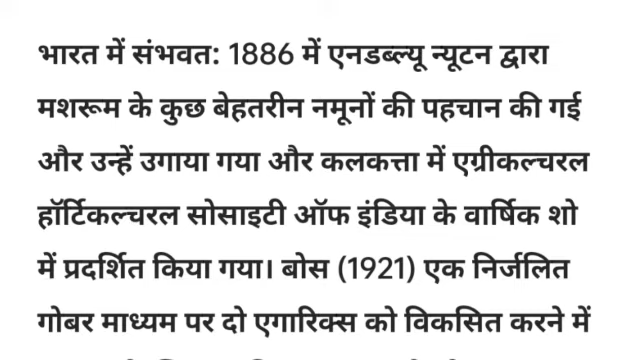 भारत में संभवत: 1886 में एनडब्ल्यू न्यूटन द्वारा
मशरूम के कुछ बेहतरीन नमूनों की पहचान की गई
और उन्हें उगाया गया और कलकत्ता में एग्रीकल्चरल
हॉर्टिकल्चरल सोसाइटी ऑफ इंडिया के वार्षिक शो
में प्रदर्शित किया गया। बोस (1921) एक निर्जलित
गोबर माध्यम पर दो एगारिक्स को विकसित करने में